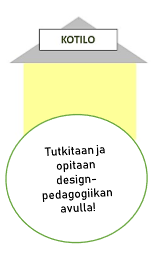 KOTILO
Tutkitaan ja
opitaan
design-
pedagogiikan
avulla!